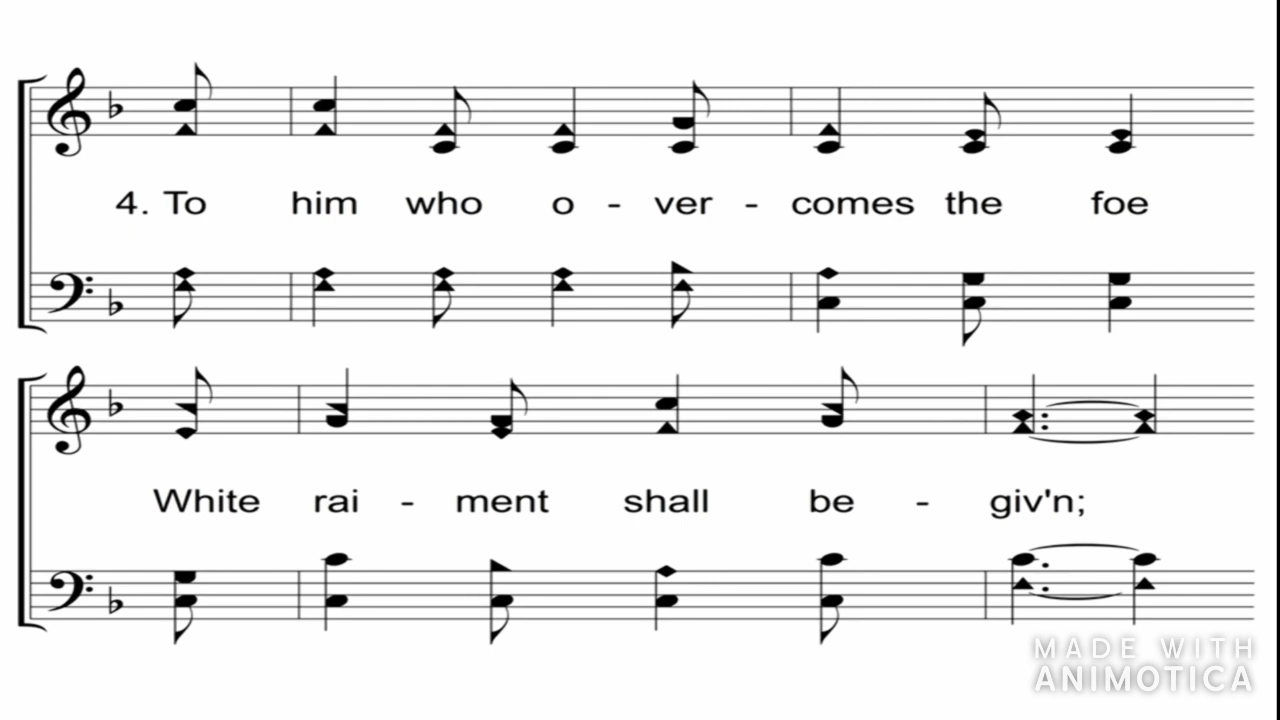 4. To him who o - ver - comes the foe
White rai - ment shall be - giv'n;
MADE WITH
ANIMOTICA